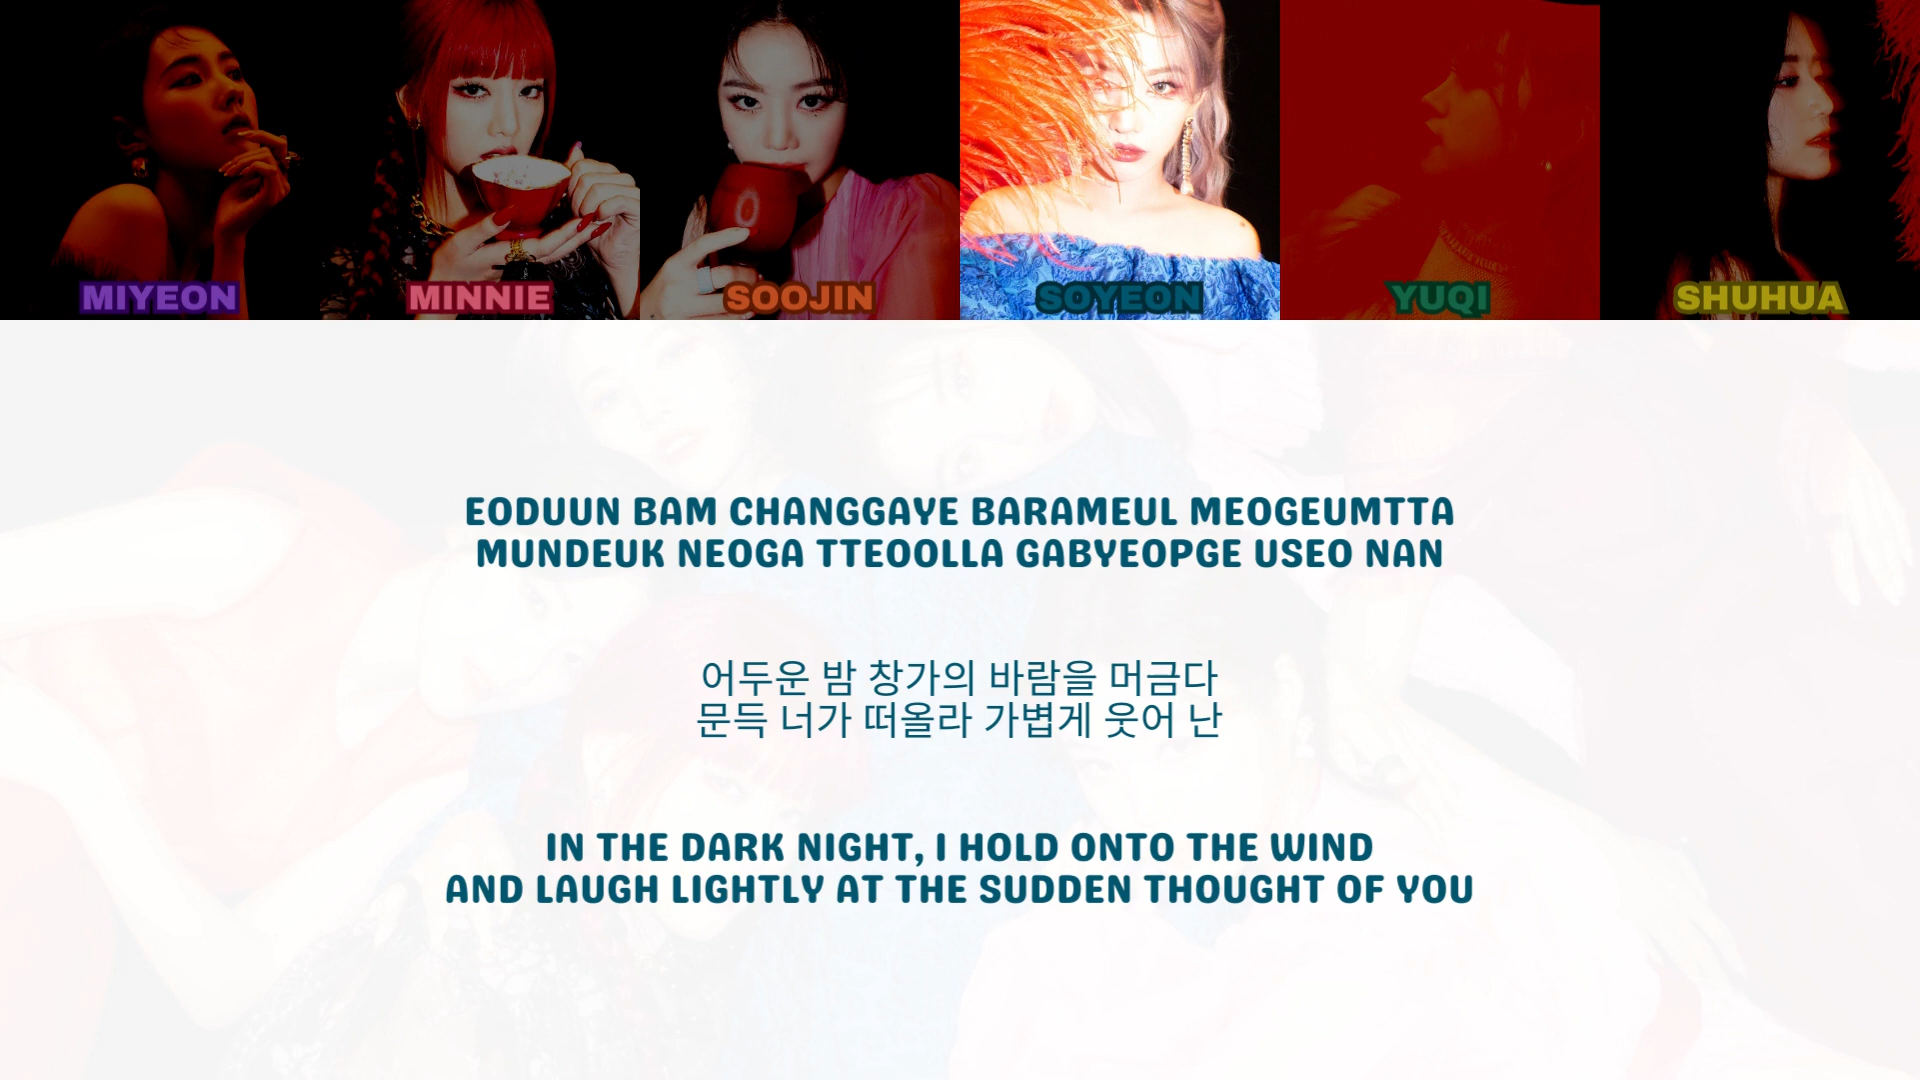 MIYEON
MINNIE
SOOJIN
SOYEON
YUQI
SHUHUA
EODUUN BAM CHANGGAYE BARAMEUL MEOGEUMTTA
MUNDEUK NEOGA TTEOOLLA GABYEOPGE USEO NAN
어두운 밤 창가의 바람을 머금다
문득 너가 떠올라 가볍게 웃어 난
IN THE DARK NIGHT, I HOLD ONTO THE WIND
AND LAUGH LIGHTLY AT THE SUDDEN THOUGHT OF YOU